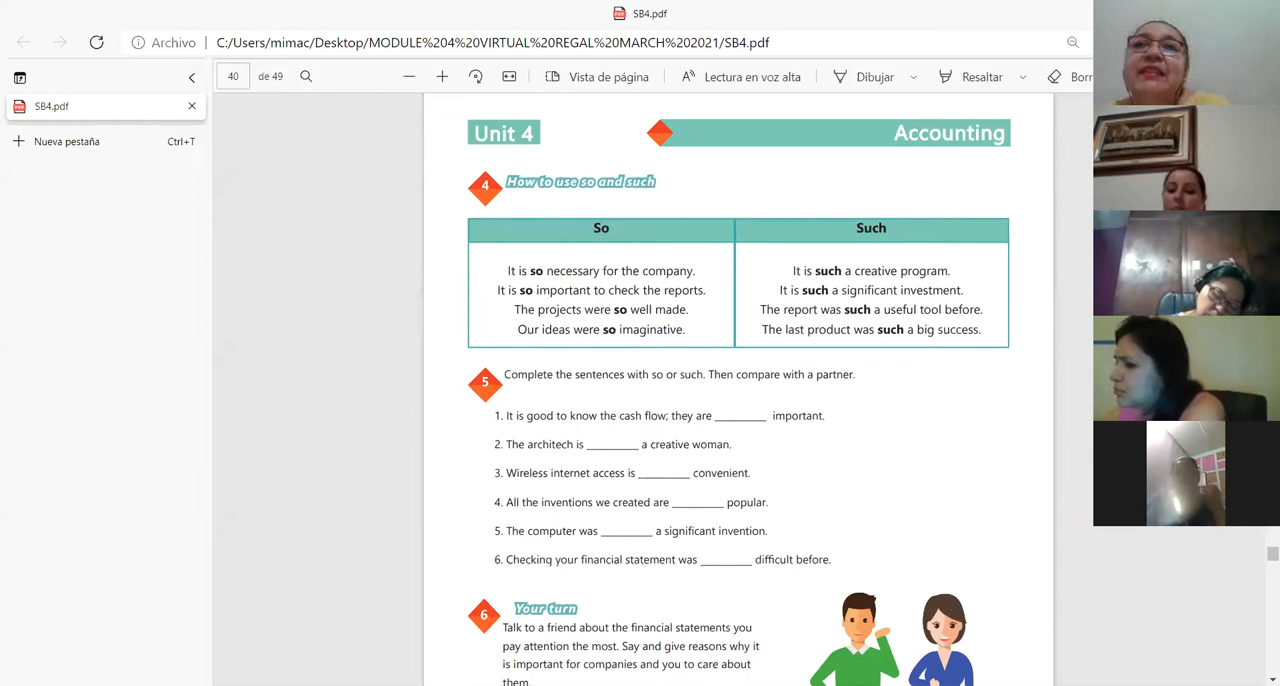 SB4.pdf
Archivo
C:/Users/mimac/Desktop/MODULE%204%20VIRTUAL%20REGAL%20MARCH%202021/SB4.pdf
40 de 49
Vista de página
Lectura en voz alta
Dibujar
Resaltar
Borr
SB4.pdf
Nueva pestaña Ctrl+T
Unit 4
Accounting
4 How to use so and such
So
Such
It is so necessary for the company.
It is so important to check the reports.
The projects were so well made.
Our ideas were so imaginative.
It is such a creative program.
It is such a significant investment.
The report was such a useful tool before.
The last product was such a big success.
5 Complete the sentences with so or such. Then compare with a partner.
1. It is good to know the cash flow; they are _________ important.
2. The architech is _________ a creative woman.
3. Wireless internet access is _________ convenient.
4. All the inventions we created are _________ popular.
5. The computer was _________ a significant invention.
6. Checking your financial statement was _________ difficult before.
6 Your turn
Talk to a friend about the financial statements you
pay attention the most. Say and give reasons why it
is important for companies and you to care about
them.